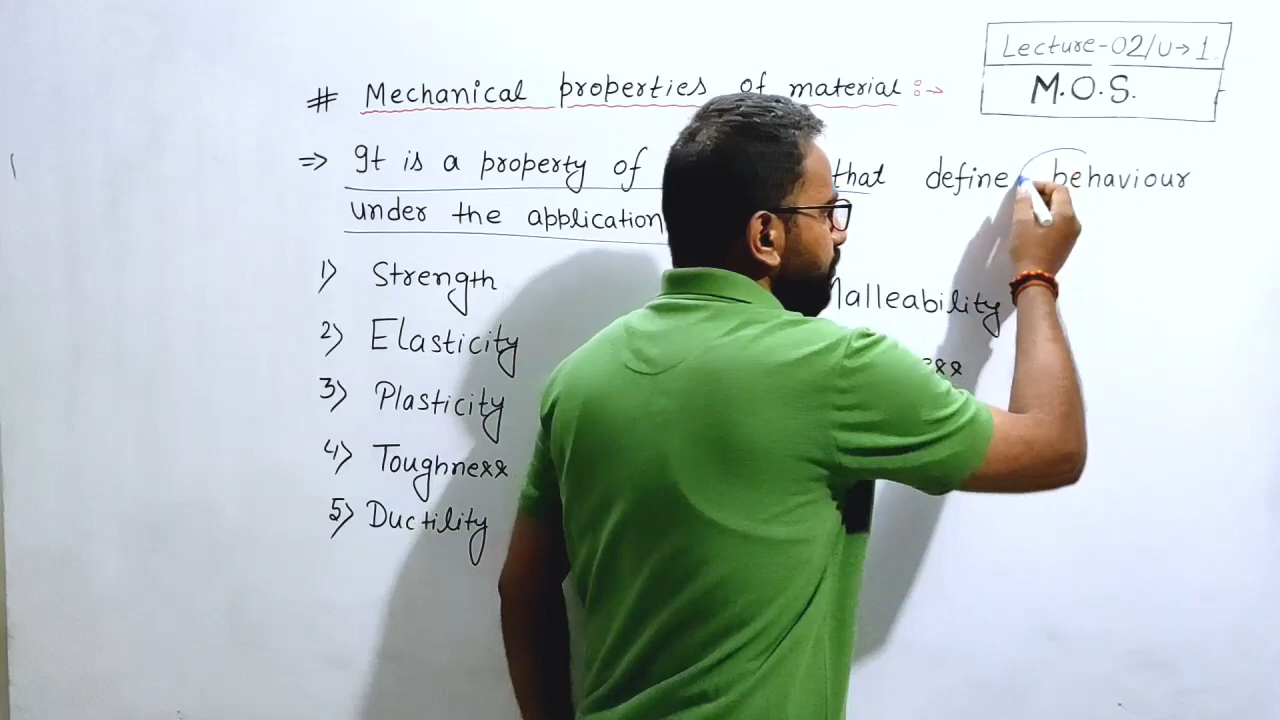 Lecture-02/U→1
M.O.S.
# Mechanical properties of material :→
⇒ It is a property of that define behaviour
under the application
1) Strength
2) Elasticity
3) Plasticity
4) Toughness
5) Ductility
Malleability